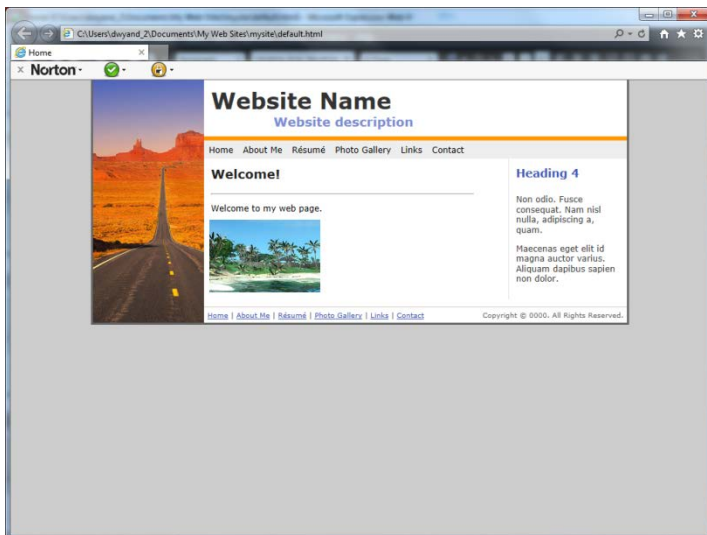 C:\Users\dwyand_Z\Documents\My Web Sites\mysite\default.html
Home
Norton
Website Name
Website description
Home About Me Résumé Photo Gallery Links Contact
Welcome!
Welcome to my web page.
Heading 4
Non odio. Fusce
consequat. Nam nisl
nulla, adipiscing a,
quam.
Maecenas eget elit id
magna auctor varius.
Aliquam dapibus sapien
non dolor.
Home | About Me | Résumé | Photo Gallery | Links | Contact
Copyright © 0000. All Rights Reserved.